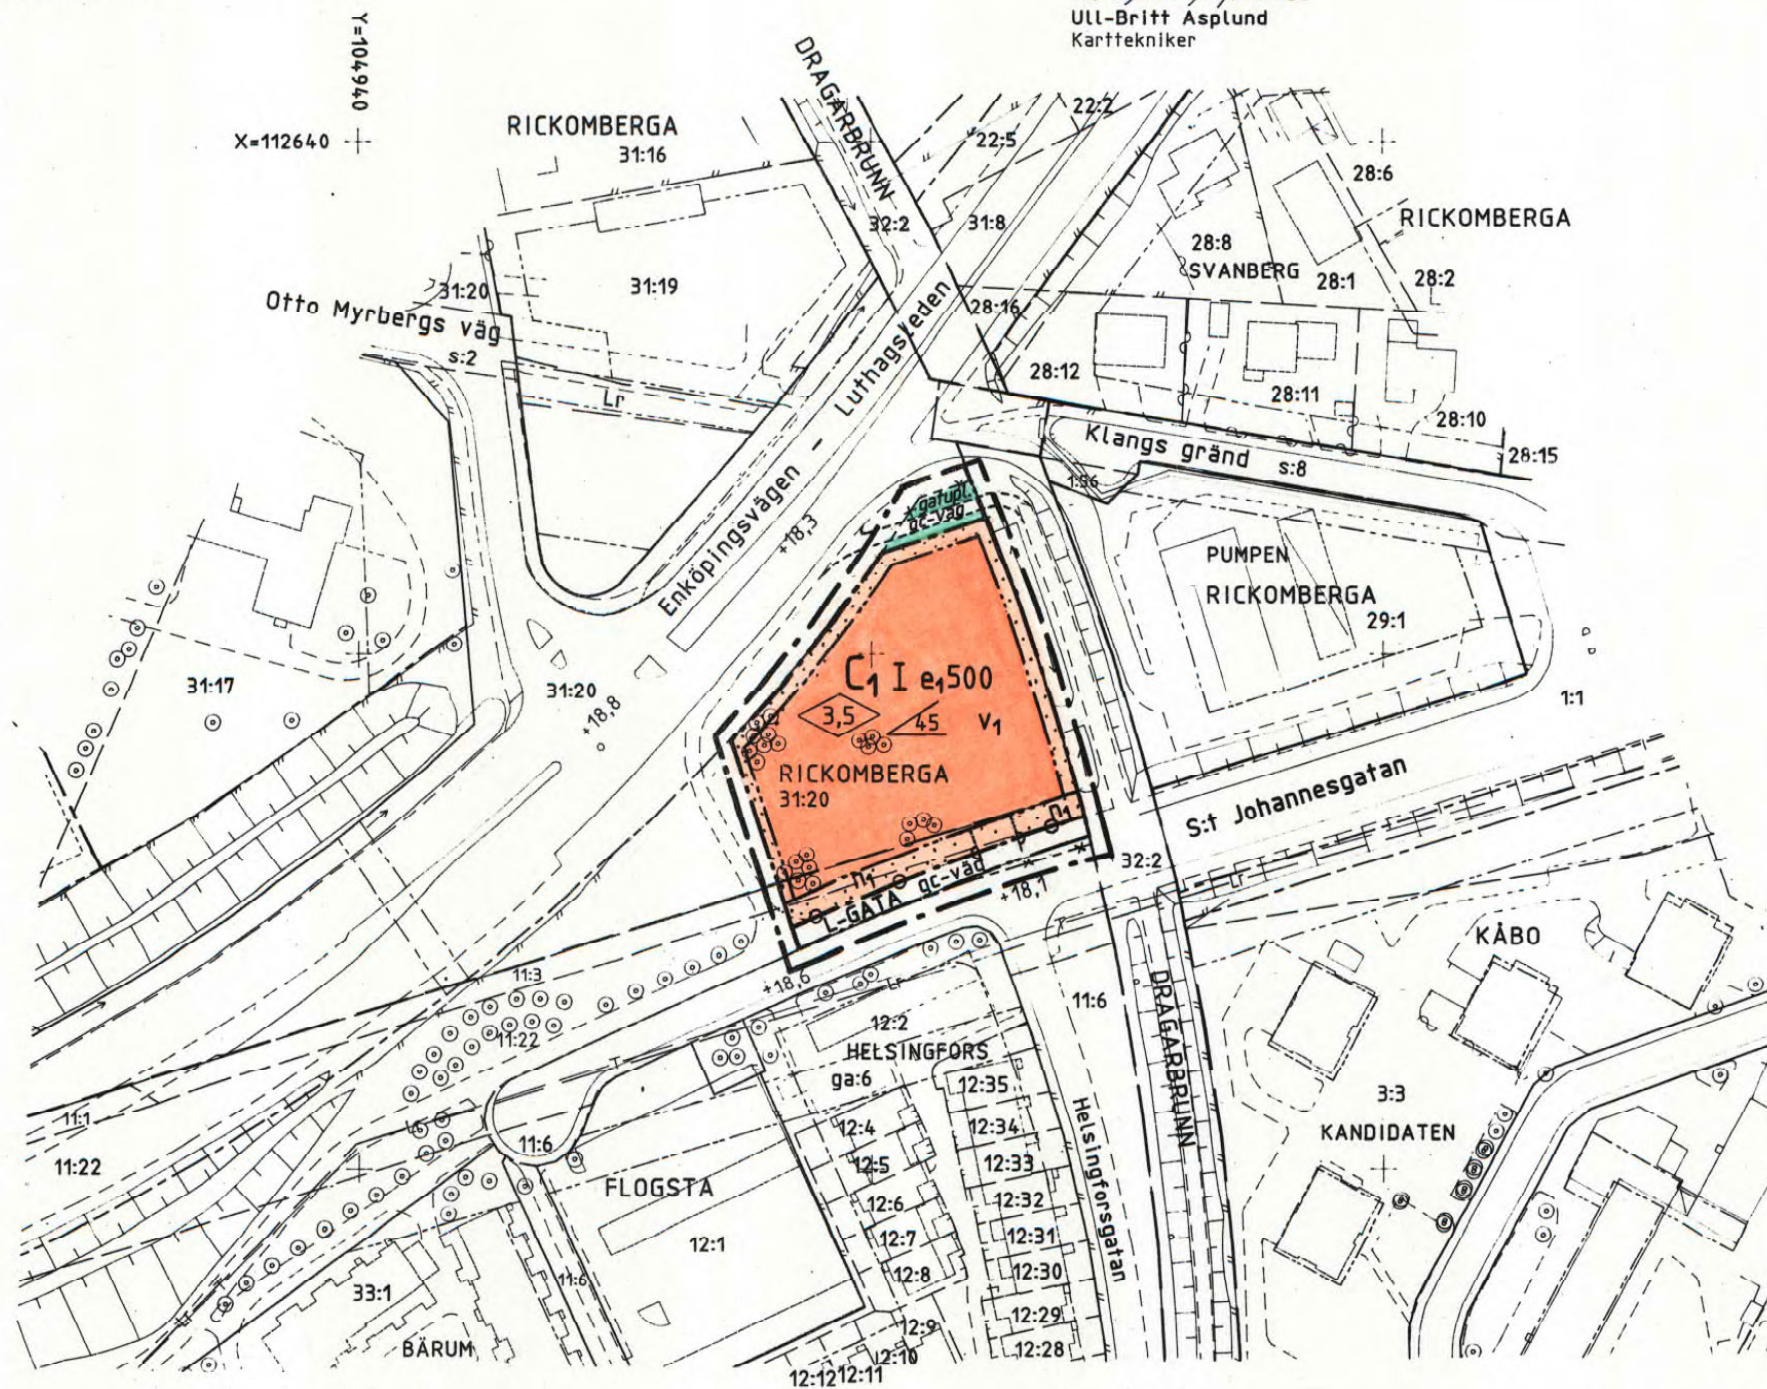 Ull-Britt Asplund
Karttekniker
Y=104940
X=112640
DRAGARBRUNN
RICKOMBERGA
31:16
22:2
22:5
28:6
RICKOMBERGA
32:2
31:8
28:8
SVANBERG
28:1
28:2
31:20
31:19
Otto Myrbergs väg
s:2
28:16
Enköpingsvägen - Luthagsleden
Lr
28:12
28:11
28:10
28:15
Klangs gränd s:8
1:56
gatupl.
gc-väg
+18,3
PUMPEN
RICKOMBERGA
29:1
31:17
31:20
+18,8
C1 I e1500
3,5
45
v1
RICKOMBERGA
31:20
1:1
S:t Johannesgatan
n1
n1
L-GATA gc-väg
32:2
+18,1
Lr
+18,6
KÅBO
11:3
Lr
11:22
11:6
DRAGARBRUNN
12:2
HELSINGFORS
ga:6
12:35
12:34
12:33
12:32
12:31
12:30
12:29
12:28
Helsingforsgatan
3:3
KANDIDATEN
11:1
11:22
11:6
12:4
12:5
12:6
12:7
12:8
12:9
12:10
12:11
12:12
FLOGSTA
12:1
11:6
33:1
BÄRUM